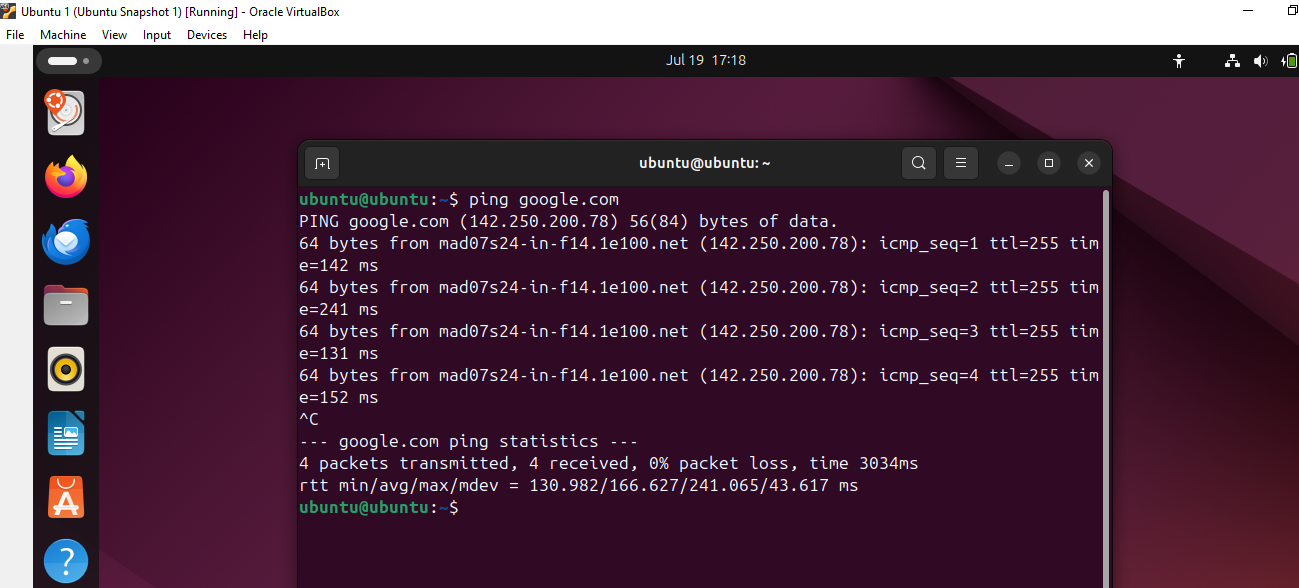 Ubuntu 1 (Ubuntu Snapshot 1) [Running] - Oracle VirtualBox
File Machine View Input Devices Help
Jul 19 17:18
ubuntu@ubuntu: ~
ubuntu@ubuntu:~$ ping google.com
PING google.com (142.250.200.78) 56(84) bytes of data.
64 bytes from mad07s24-in-f14.1e100.net (142.250.200.78): icmp_seq=1 ttl=255 tim
e=142 ms
64 bytes from mad07s24-in-f14.1e100.net (142.250.200.78): icmp_seq=2 ttl=255 tim
e=241 ms
64 bytes from mad07s24-in-f14.1e100.net (142.250.200.78): icmp_seq=3 ttl=255 tim
e=131 ms
64 bytes from mad07s24-in-f14.1e100.net (142.250.200.78): icmp_seq=4 ttl=255 tim
e=152 ms
^C
--- google.com ping statistics ---
4 packets transmitted, 4 received, 0% packet loss, time 3034ms
rtt min/avg/max/mdev = 130.982/166.627/241.065/43.617 ms
ubuntu@ubuntu:~$